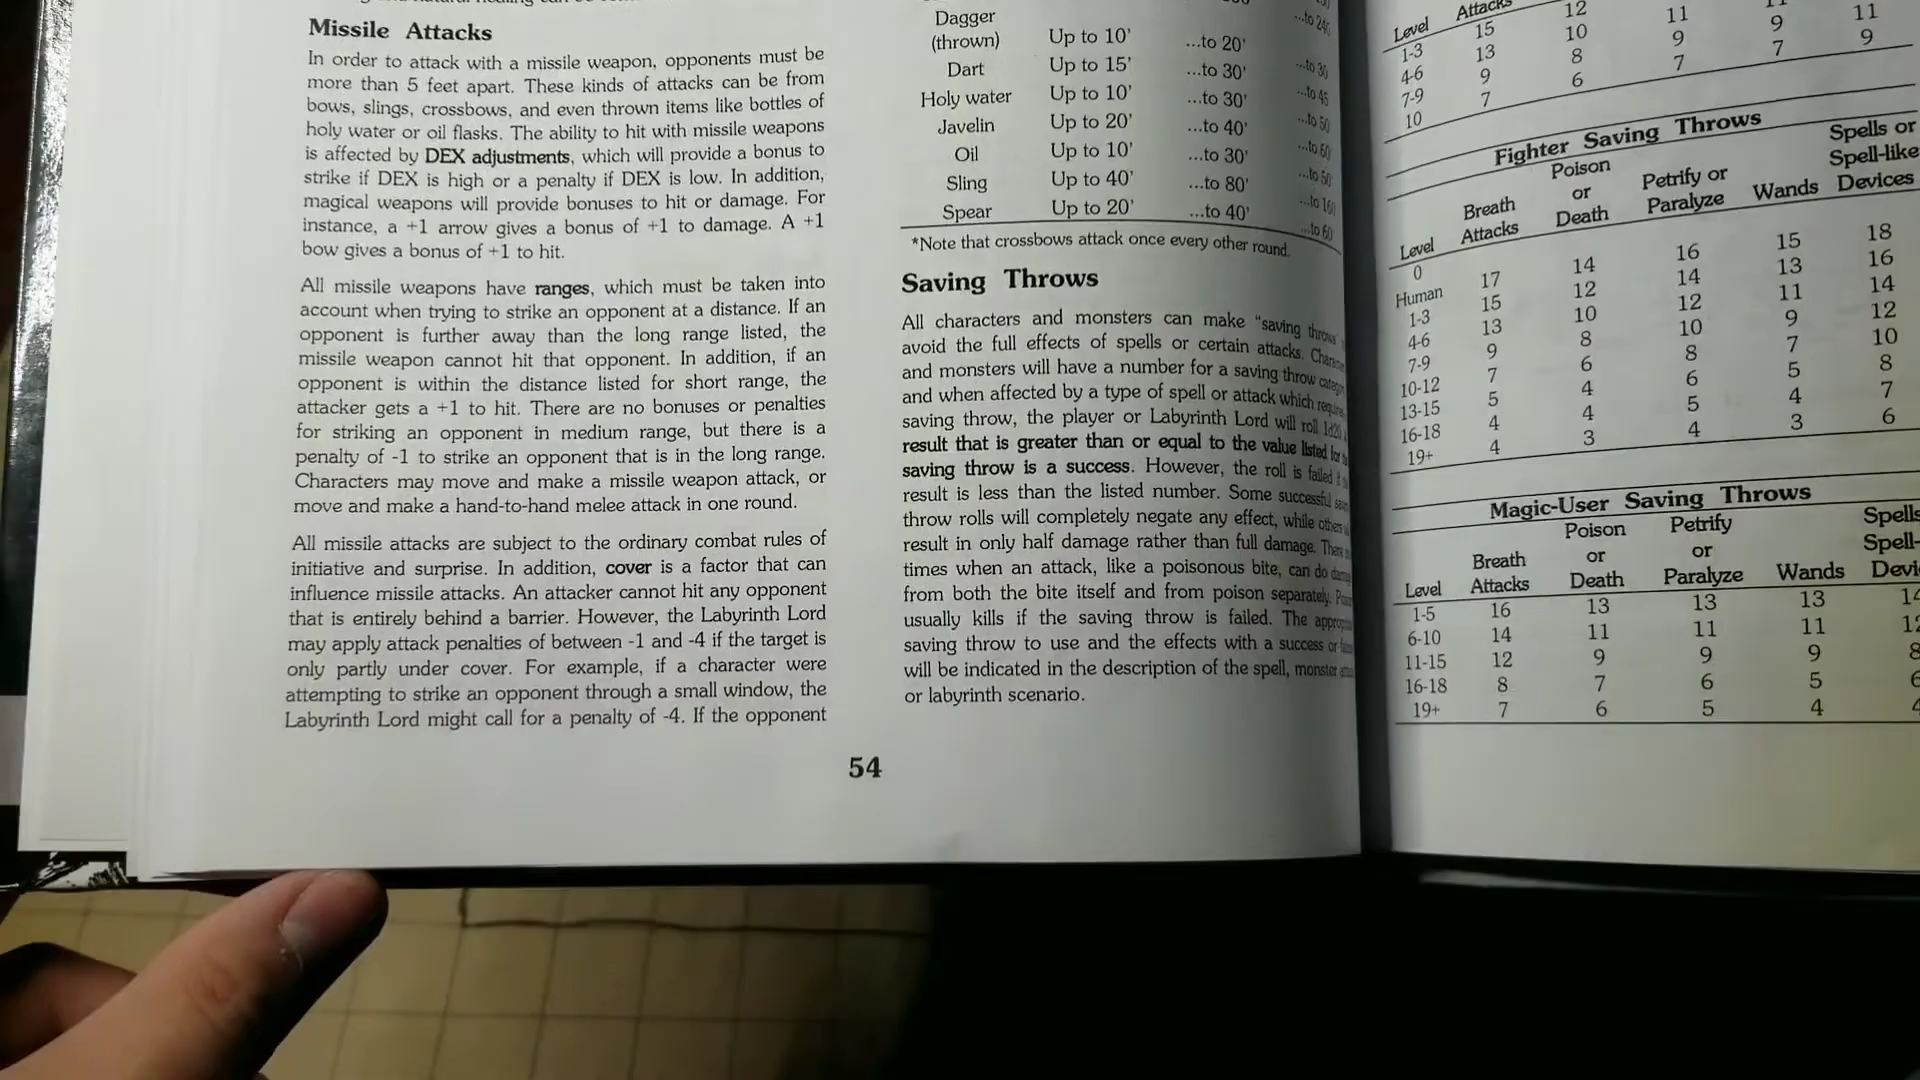 Missile Attacks
In order to attack with a missile weapon, opponents must be
more than 5 feet apart. These kinds of attacks can be from
bows, slings, crossbows, and even thrown items like bottles of
holy water or oil flasks. The ability to hit with missile weapons
is affected by DEX adjustments, which will provide a bonus to
strike if DEX is high or a penalty if DEX is low. In addition,
magical weapons will provide bonuses to hit or damage. For
instance, a +1 arrow gives a bonus of +1 to damage. A +1
bow gives a bonus of +1 to hit.
All missile weapons have ranges, which must be taken into
account when trying to strike an opponent at a distance. If an
opponent is further away than the long range listed, the
missile weapon cannot hit that opponent. In addition, if an
opponent is within the distance listed for short range, the
attacker gets a +1 to hit. There are no bonuses or penalties
for striking an opponent in medium range, but there is a
penalty of -1 to strike an opponent that is in the long range.
Characters may move and make a missile weapon attack, or
move and make a hand-to-hand melee attack in one round.
All missile attacks are subject to the ordinary combat rules of
initiative and surprise. In addition, cover is a factor that can
influence missile attacks. An attacker cannot hit any opponent
that is entirely behind a barrier. However, the Labyrinth Lord
may apply attack penalties of between -1 and -4 if the target is
only partly under cover. For example, if a character were
attempting to strike an opponent through a small window, the
Labyrinth Lord might call for a penalty of -4. If the opponent
Dagger ...to 240
(thrown) Up to 10' ...to 20'
Dart Up to 15' ...to 30' ...to 30
Holy water Up to 10' ...to 30' ...to 45
Javelin Up to 20' ...to 40' ...to 50
Oil Up to 10' ...to 30' ...to 60
Sling Up to 40' ...to 80' ...to 50
Spear Up to 20' ...to 40' ...to 160
...to 60
*Note that crossbows attack once every other round.
Saving Throws
All characters and monsters can make "saving throws"
avoid the full effects of spells or certain attacks.
and monsters will have a number for a saving throw
and when affected by a type of spell or attack which
saving throw, the player or Labyrinth Lord will roll 1d20
result that is greater than or equal to the value listed for
saving throw is a success. However, the roll is failed
result is less than the listed number. Some successful
throw rolls will completely negate any effect, while others
result in only half damage rather than full damage.
times when an attack, like a poisonous bite, can do
from both the bite itself and from poison separately.
usually kills if the saving throw is failed. The
saving throw to use and the effects with a success or
will be indicated in the description of the spell, monster
or labyrinth scenario.
54
Level Attacks 12 11 11 11
1-3 15 10 9 9 9
4-6 13 8 7 7
7-9 9 6
10 7
Fighter Saving Throws
Level Breath Attacks Poison or Death Petrify or Paralyze Wands Spells or Spell-like Devices
0
Human 17 14 16 15 18
1-3 15 12 14 13 16
4-6 13 10 12 11 14
7-9 9 8 10 9 12
10-12 7 6 8 7 10
13-15 5 4 6 5 8
16-18 4 4 5 4 7
19+ 4 3 4 3 6
Magic-User Saving Throws
Level Breath Attacks Poison or Death Petrify or Paralyze Wands Spells
1-5 16 13 13 13
6-10 14 11 11 11
11-15 12 9 9 9 8
16-18 8 7 6 5
19+ 7 6 5 4